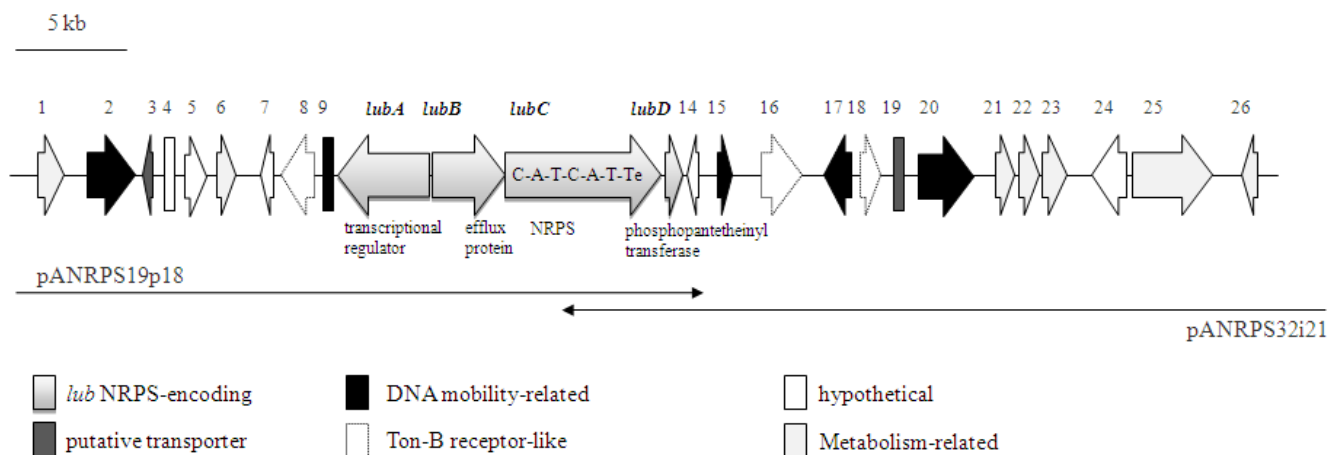 5 kb
1 2 3 4 5 6 7 8 9 lubA lubB lubC lubD 14 15 16 17 18 19 20 21 22 23 24 25 26
C-A-T-C-A-T-Te
transcriptional regulator
efflux protein
NRPS
phosphopantetheinyl transferase
pANRPS19p18
pANRPS32i21
lub NRPS-encoding
DNA mobility-related
hypothetical
putative transporter
Ton-B receptor-like
Metabolism-related